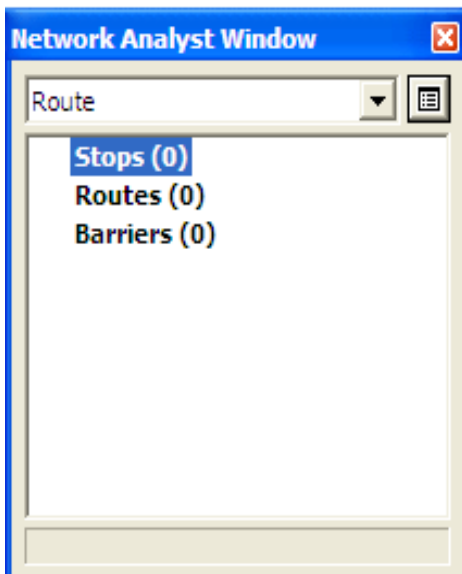 Network Analyst Window
Route
Stops (0)
Routes (0)
Barriers (0)